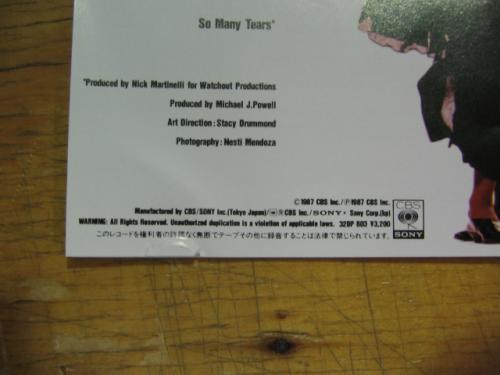 So Many Tears*
*Produced by Nick Martinelli for Watchout Productions
Produced by Michael J.Powell
Art Direction:Stacy Drummond
Photography:Nesti Mendoza
©1987 CBS Inc./℗1987 CBS Inc.
Manufactured by CBS/SONY Inc.(Tokyo Japan)/®CBS Inc./SONY: Sony Corp.(hp)
WARNING: All Rights Reserved. Unauthorized duplication is a violation of applicable laws. 32DP 803 ¥3,200
このレコードを権利者の許諾なく無断でテープその他に録音することは法律で禁じられています。
CBS
SONY